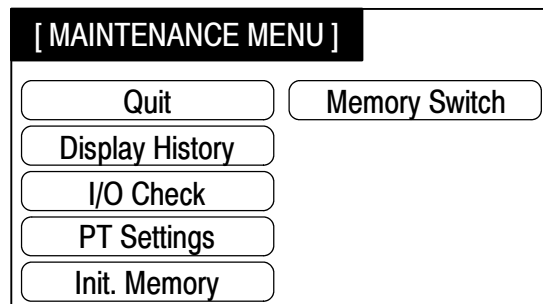 [ MAINTENANCE MENU ]
Quit
Memory Switch
Display History
I/O Check
PT Settings
Init. Memory